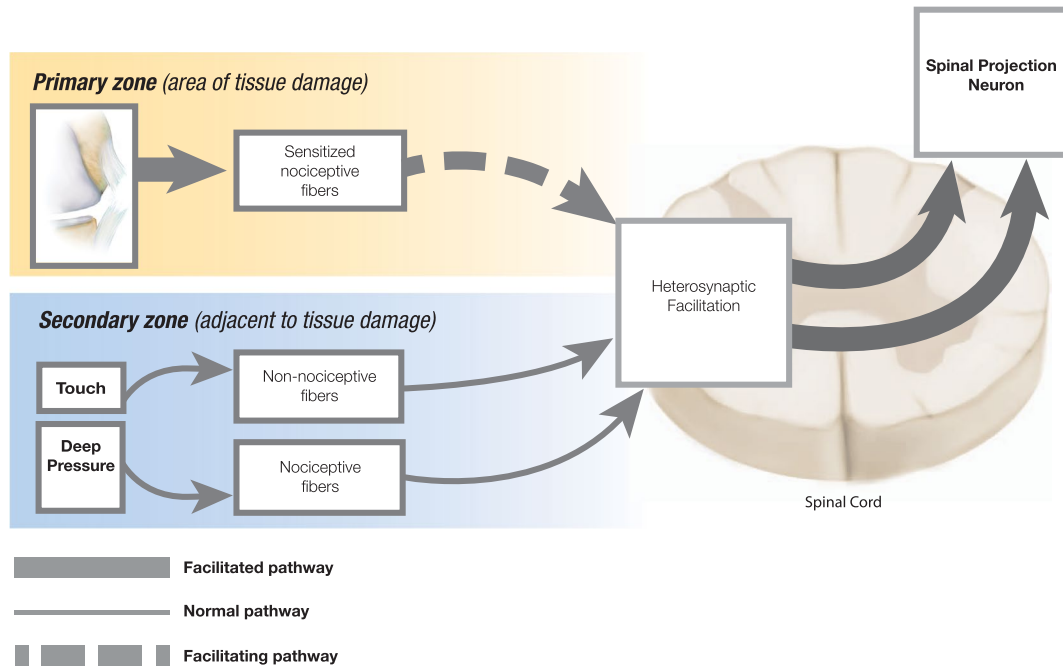 Primary zone (area of tissue damage)
Sensitized
nociceptive
fibers
Spinal Projection
Neuron
Heterosynaptic
Facilitation
Secondary zone (adjacent to tissue damage)
Touch
Non-nociceptive
fibers
Deep
Pressure
Nociceptive
fibers
Spinal Cord
Facilitated pathway
Normal pathway
Facilitating pathway